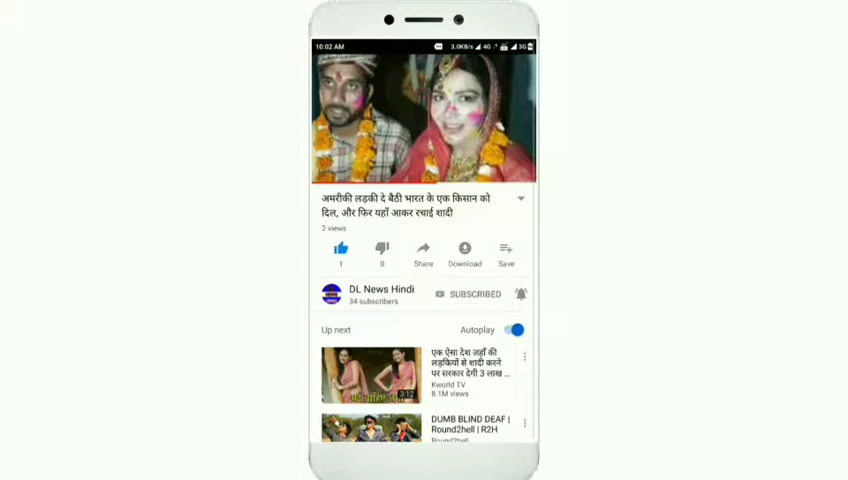 10:02 AM
3.0KB/s 4G 3G
अमरीकी लड़की दे बैठी भारत के एक किसान को
दिल, और फिर यहाँ आकर रचाई शादी
2 views
1
0
Share
Download
Save
DL News Hindi
34 subscribers
SUBSCRIBED
Up next
Autoplay
एक ऐसा देश जहाँ की
लड़कियों से शादी करने
पर सरकार देगी 3 लाख ...
Kworld TV
8.1M views
3:12
DUMB BLIND DEAF |
Round2hell | R2H
Round2hell